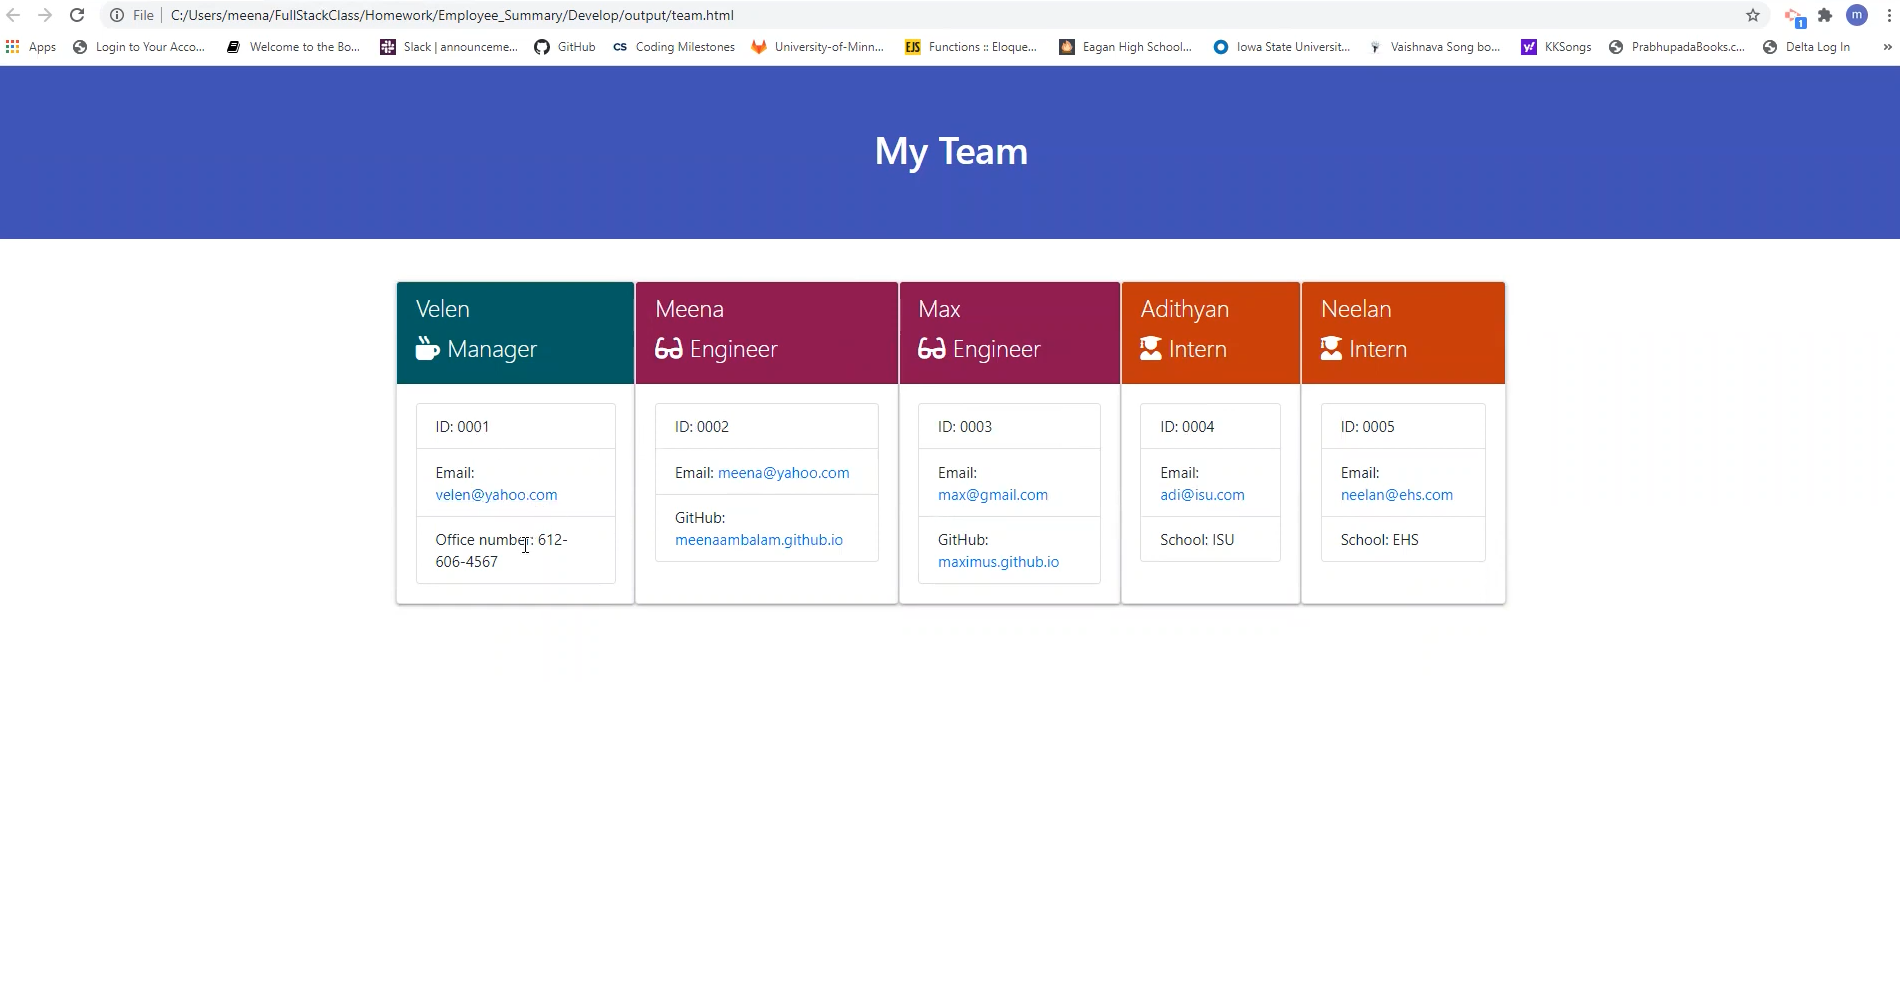 File
C:/Users/meena/FullStackClass/Homework/Employee_Summary/Develop/output/team.html
1
m
Apps
Login to Your Acco...
Welcome to the Bo...
Slack | announceme...
GitHub
CS
Coding Milestones
University-of-Minn...
EJS
Functions :: Eloque...
Eagan High School...
Iowa State Universit...
Vaishnava Song bo...
y!
KKSongs
PrabhupadaBooks.c...
Delta Log In
»
My Team
Velen
Manager
ID: 0001
Email:
velen@yahoo.com
Office number: 612-
606-4567
Meena
Engineer
ID: 0002
Email: meena@yahoo.com
GitHub:
meenaambalam.github.io
Max
Engineer
ID: 0003
Email:
max@gmail.com
GitHub:
maximus.github.io
Adithyan
Intern
ID: 0004
Email:
adi@isu.com
School: ISU
Neelan
Intern
ID: 0005
Email:
neelan@ehs.com
School: EHS